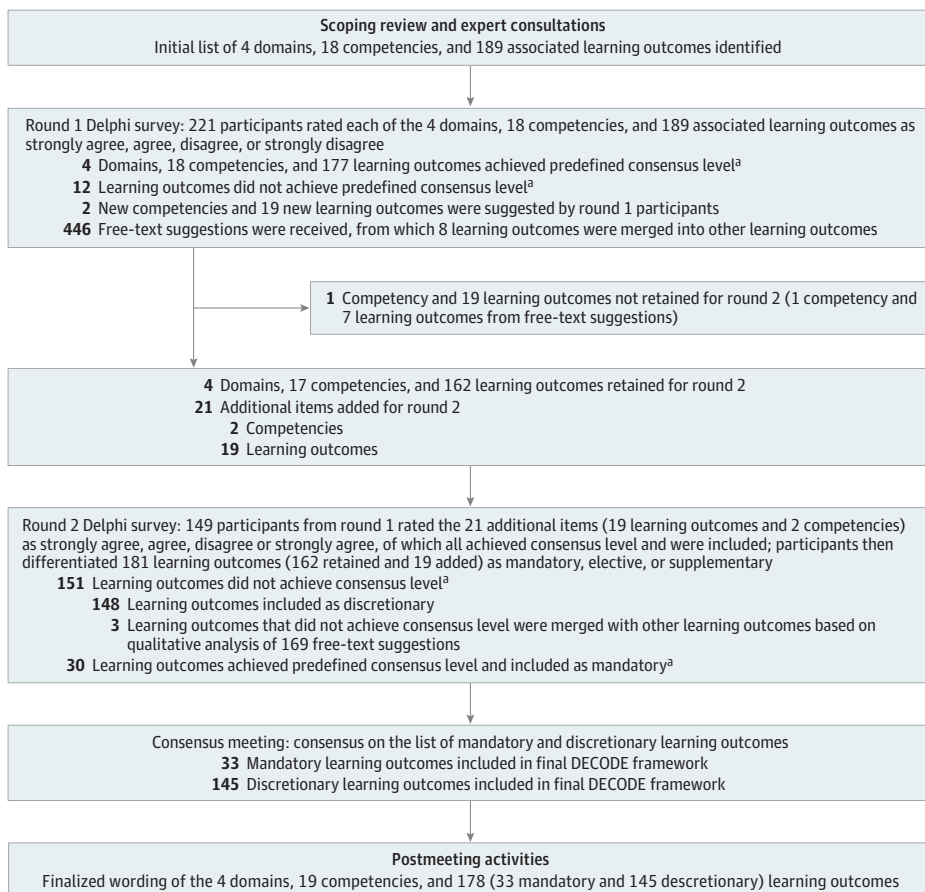 Scoping review and expert consultations
Initial list of 4 domains, 18 competencies, and 189 associated learning outcomes identified
Round 1 Delphi survey: 221 participants rated each of the 4 domains, 18 competencies, and 189 associated learning outcomes as
strongly agree, agree, disagree, or strongly disagree
4 Domains, 18 competencies, and 177 learning outcomes achieved predefined consensus levelᵃ
12 Learning outcomes did not achieve predefined consensus levelᵃ
2 New competencies and 19 new learning outcomes were suggested by round 1 participants
446 Free-text suggestions were received, from which 8 learning outcomes were merged into other learning outcomes
1 Competency and 19 learning outcomes not retained for round 2 (1 competency and
7 learning outcomes from free-text suggestions)
4 Domains, 17 competencies, and 162 learning outcomes retained for round 2
21 Additional items added for round 2
2 Competencies
19 Learning outcomes
Round 2 Delphi survey: 149 participants from round 1 rated the 21 additional items (19 learning outcomes and 2 competencies)
as strongly agree, agree, disagree or strongly agree, of which all achieved consensus level and were included; participants then
differentiated 181 learning outcomes (162 retained and 19 added) as mandatory, elective, or supplementary
151 Learning outcomes did not achieve consensus levelᵃ
148 Learning outcomes included as discretionary
3 Learning outcomes that did not achieve consensus level were merged with other learning outcomes based on
qualitative analysis of 169 free-text suggestions
30 Learning outcomes achieved predefined consensus level and included as mandatoryᵃ
Consensus meeting: consensus on the list of mandatory and discretionary learning outcomes
33 Mandatory learning outcomes included in final DECODE framework
145 Discretionary learning outcomes included in final DECODE framework
Postmeeting activities
Finalized wording of the 4 domains, 19 competencies, and 178 (33 mandatory and 145 descretionary) learning outcomes